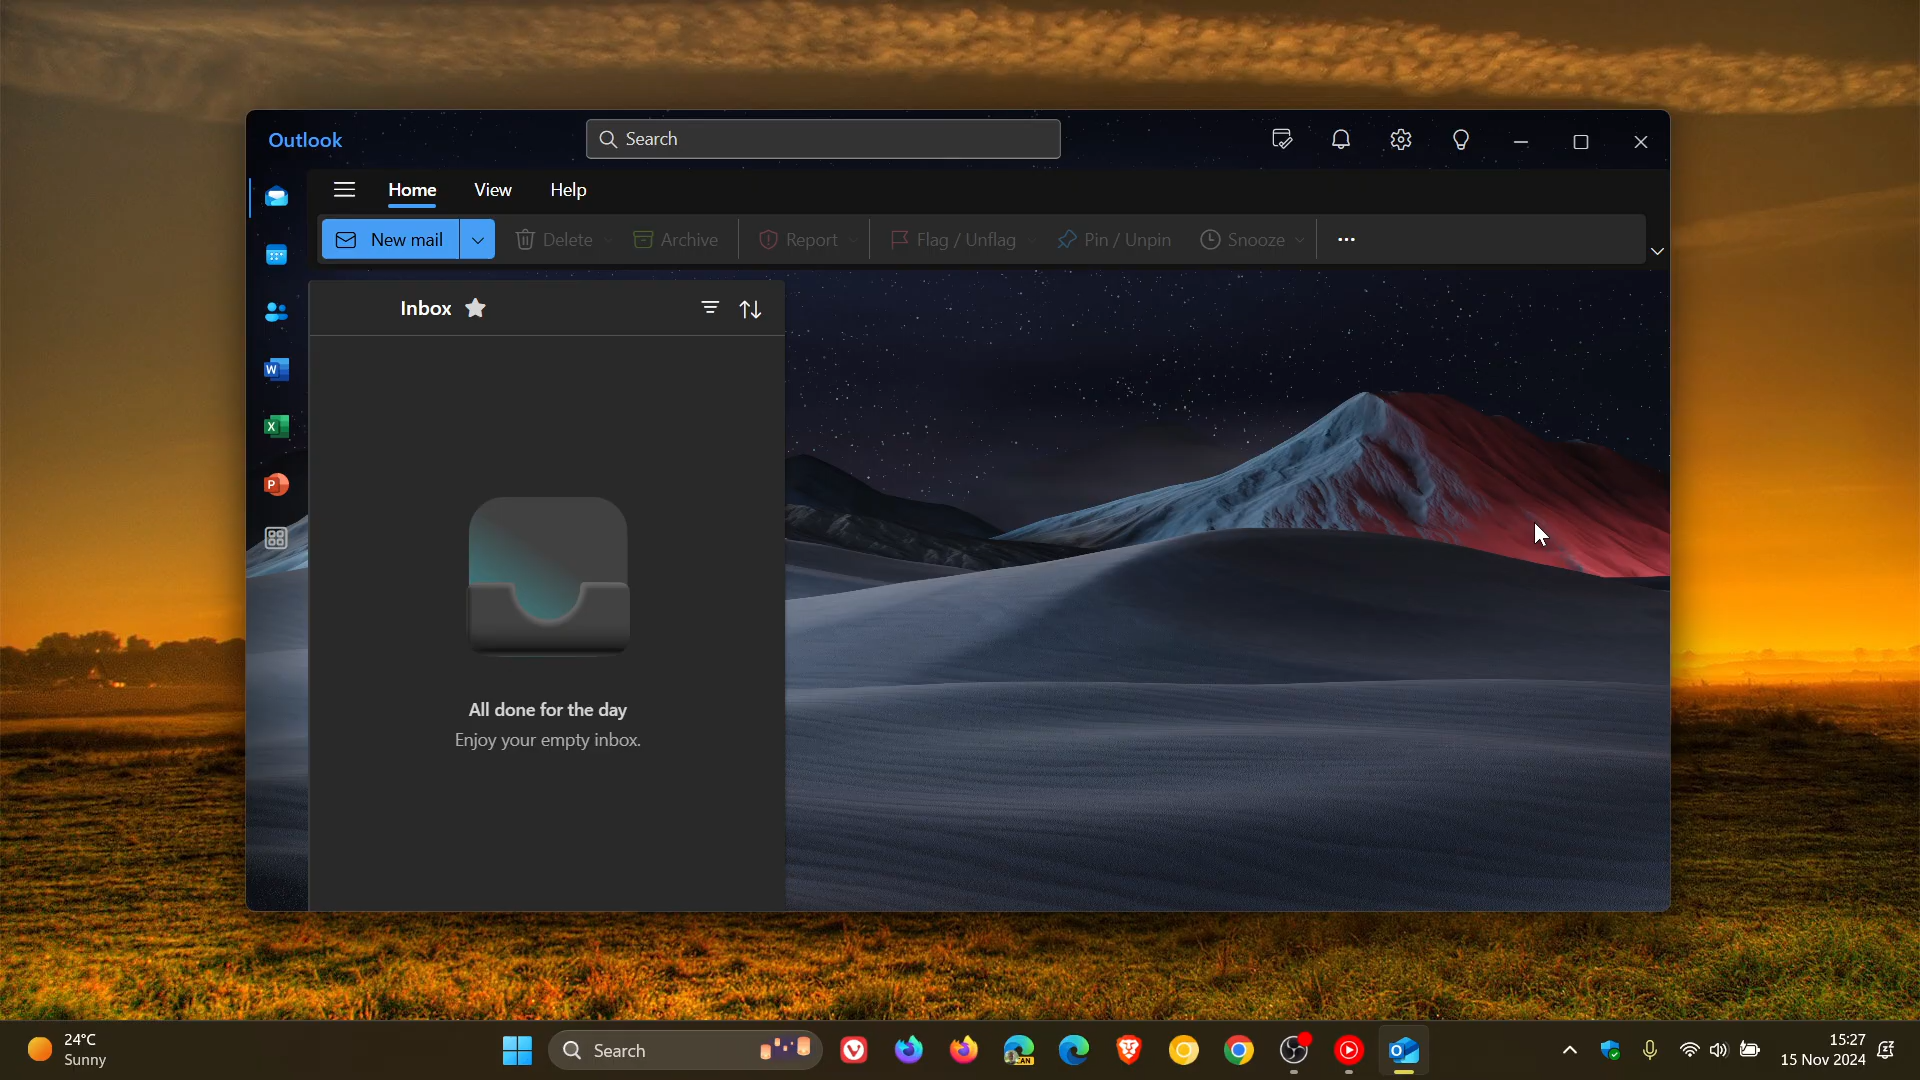 Outlook
Search
Home View Help
New mail Delete Archive Report Flag / Unflag Pin / Unpin Snooze
Inbox
W
X
P
All done for the day
Enjoy your empty inbox.
24°C
Sunny
Search
CAN
O
15:27
15 Nov 2024